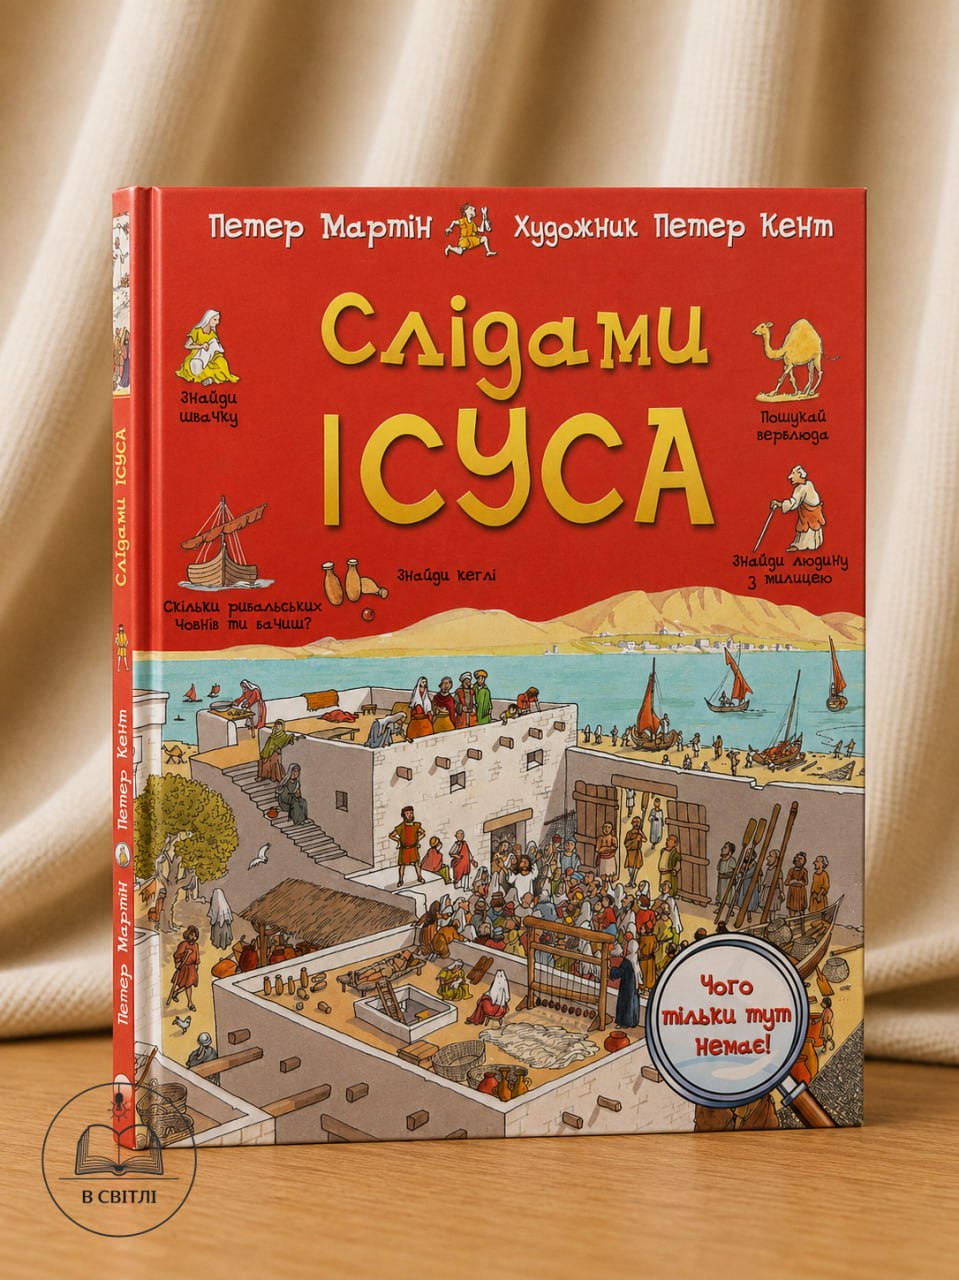 Петер Мартін
Художник Петер Кент
Слідами
ІСУСА
Знайди
швачку
Пошукай
верблюда
Знайди людину
з милицею
Скільки рибальських
човнів ти бачиш?
Знайди кеглі
Чого
тільки тут
немає!
Петер Мартін
Петер Кент
Слідами ІСУСА
В СВІТЛІ